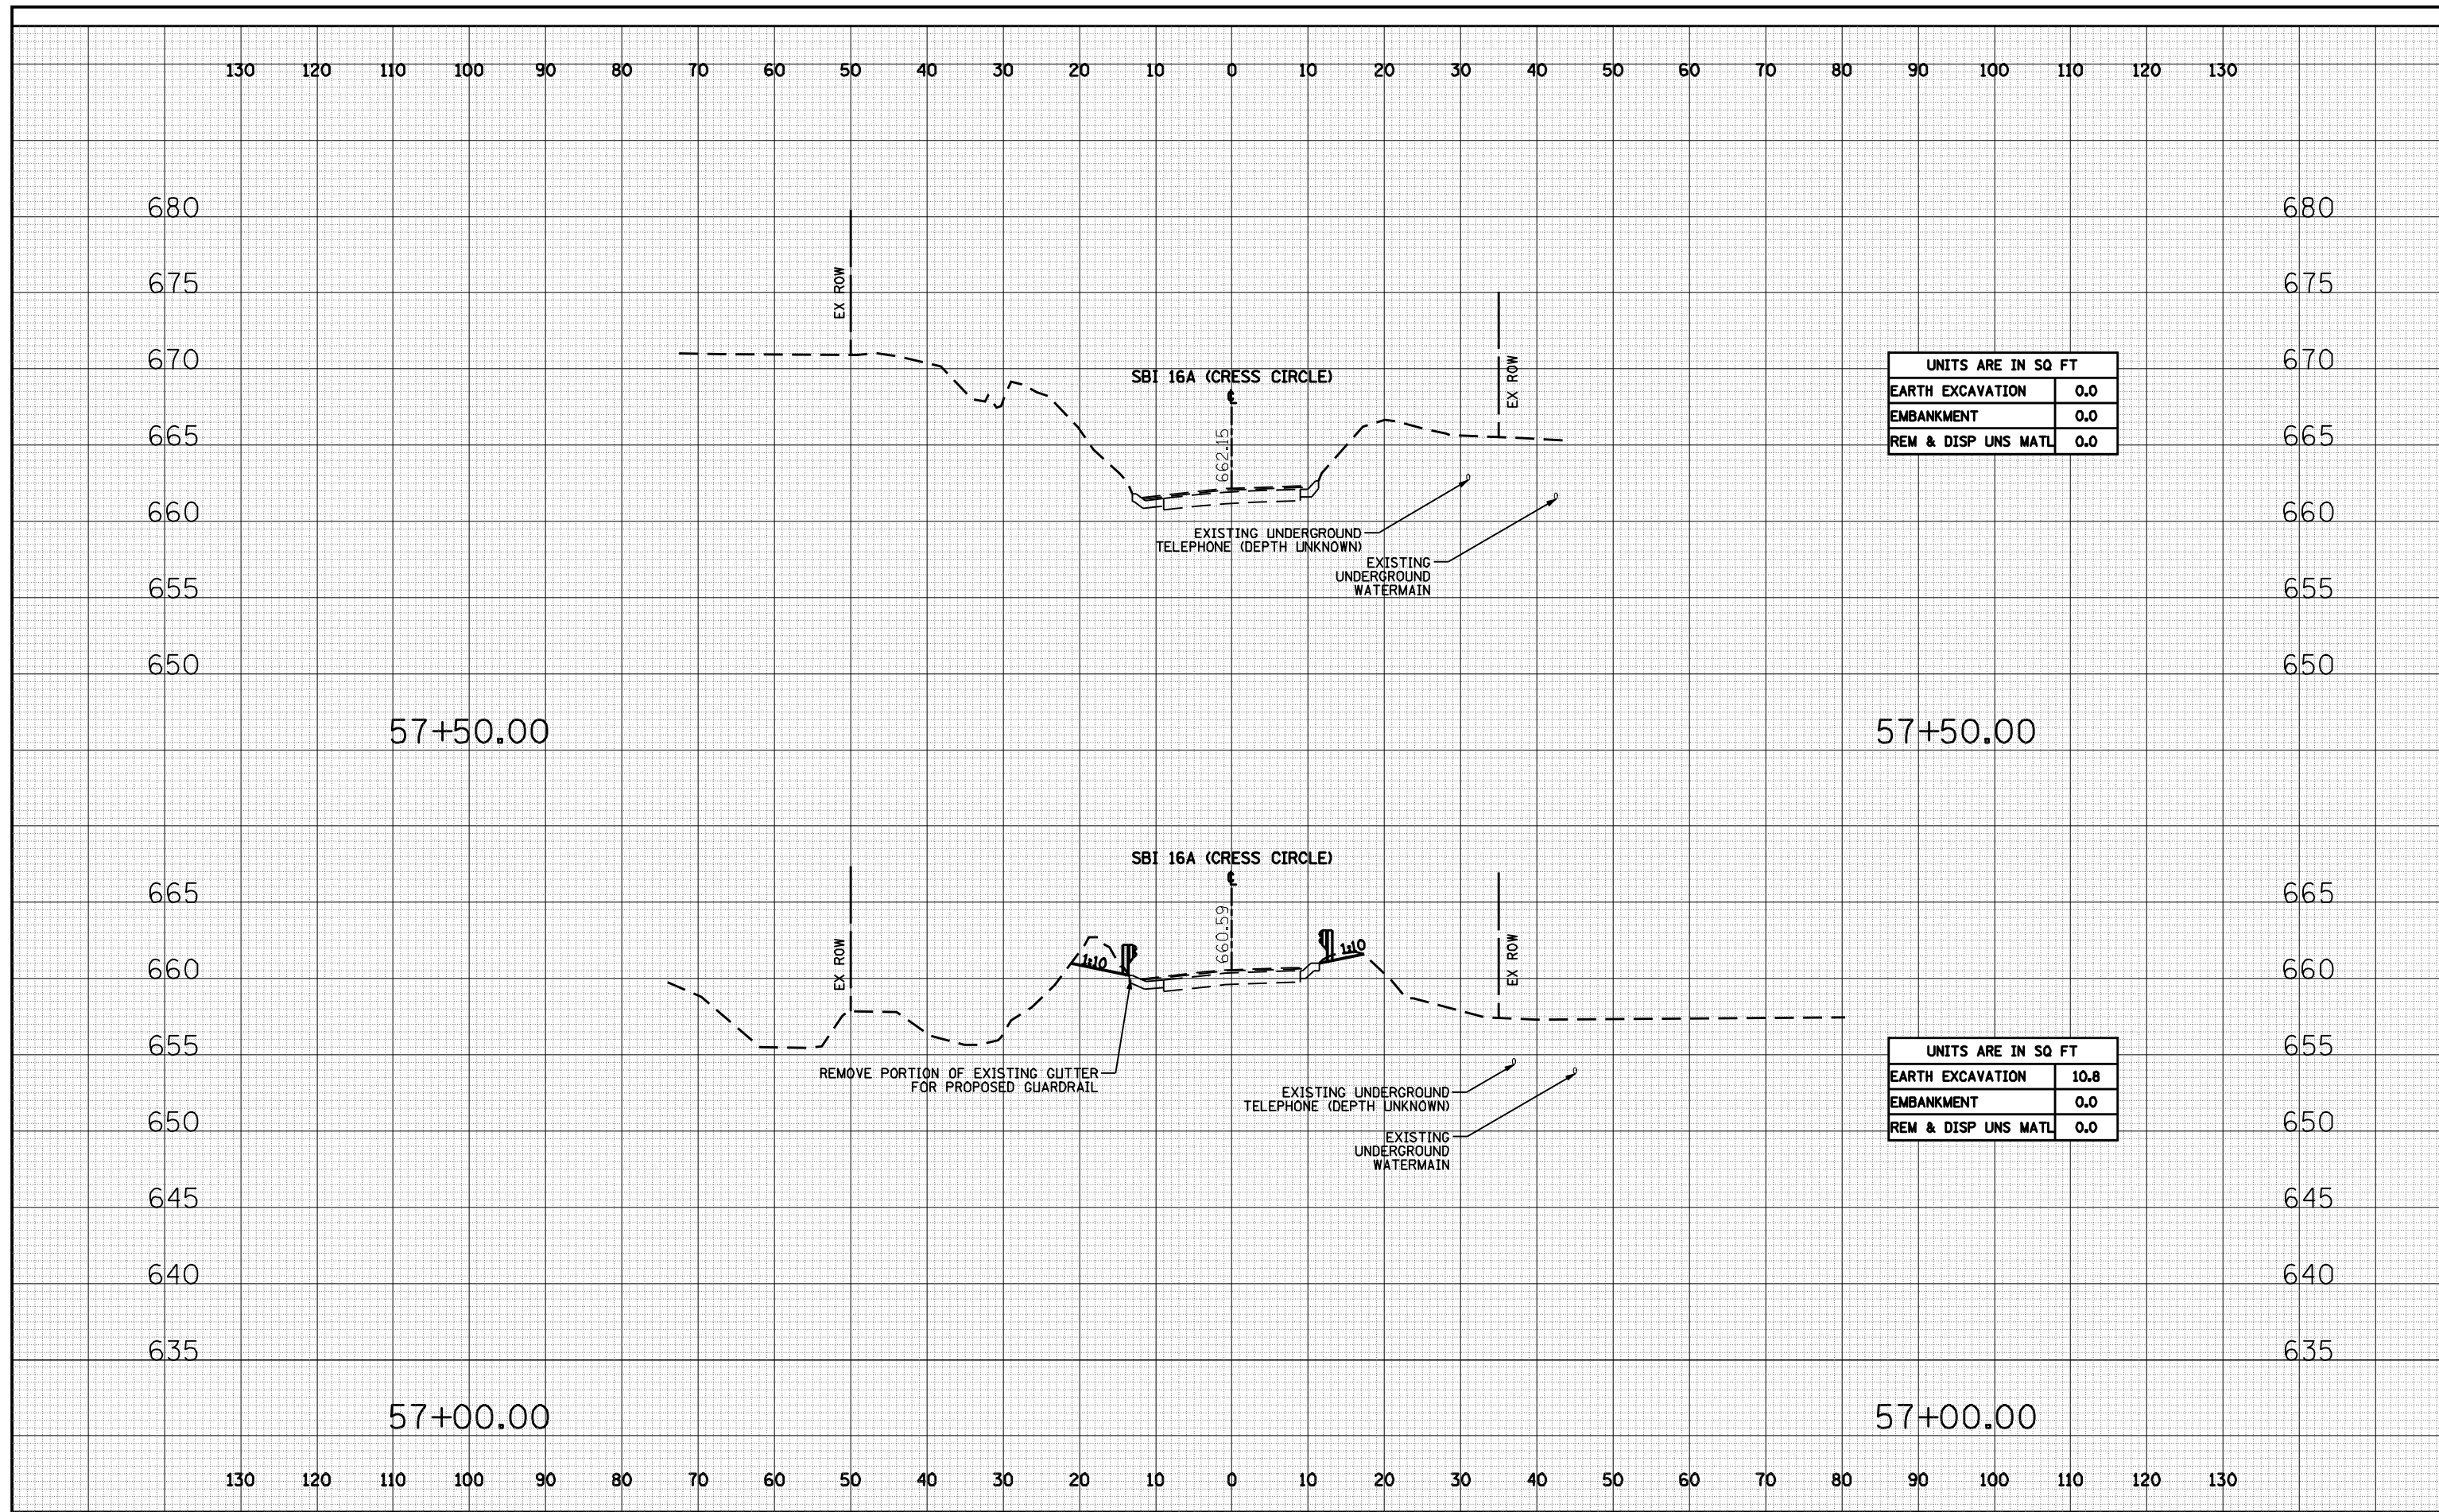 130 120 110 100 90 80 70 60 50 40 30 20 10 0 10 20 30 40 50 60 70 80 90 100 110 120 130
680 680
675 675
EX ROW
670 670
SBI 16A (CRESS CIRCLE)
℄
EX ROW
UNITS ARE IN SQ FT
EARTH EXCAVATION 0.0
EMBANKMENT 0.0
REM & DISP UNS MATL 0.0
665 665
662.15
660 660
EXISTING UNDERGROUND
TELEPHONE (DEPTH UNKNOWN)
EXISTING
UNDERGROUND
WATERMAIN
655 655
650 650
57+50.00 57+50.00
SBI 16A (CRESS CIRCLE)
℄
665 665
660.59
EX ROW
1:10
1:10
EX ROW
660 660
655 655
UNITS ARE IN SQ FT
EARTH EXCAVATION 10.8
EMBANKMENT 0.0
REM & DISP UNS MATL 0.0
REMOVE PORTION OF EXISTING GUTTER
FOR PROPOSED GUARDRAIL
EXISTING UNDERGROUND
TELEPHONE (DEPTH UNKNOWN)
650 650
EXISTING
UNDERGROUND
WATERMAIN
645 645
640 640
635 635
57+00.00 57+00.00
130 120 110 100 90 80 70 60 50 40 30 20 10 0 10 20 30 40 50 60 70 80 90 100 110 120 130